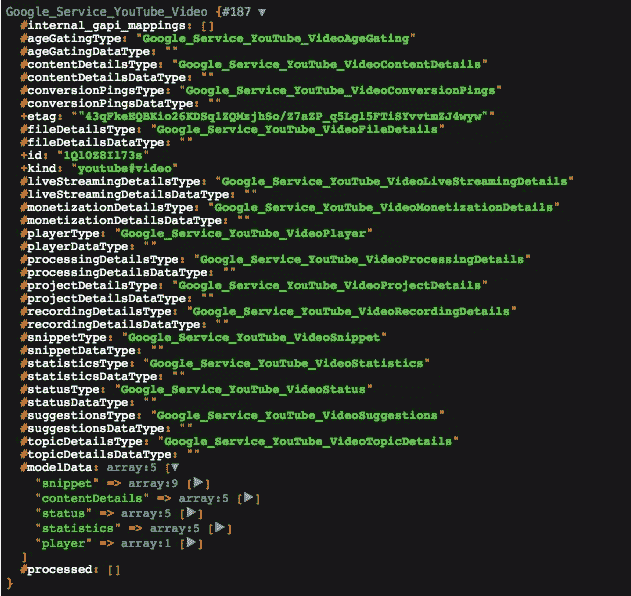 Google_Service_YouTube_Video {#187 ▼
#internal_gapi_mappings: []
#ageGatingType: "Google_Service_YouTube_VideoAgeGating"
#ageGatingDataType: ""
#contentDetailsType: "Google_Service_YouTube_VideoContentDetails"
#contentDetailsDataType: ""
#conversionPingsType: "Google_Service_YouTube_VideoConversionPings"
#conversionPingsDataType: ""
+etag:
#fileDetailsType: "Google_Service_YouTube_VideoFileDetails"
#fileDetailsDataType: ""
+id: "1Ql0Z8Il73s"
+kind: "youtube#video"
#liveStreamingDetailsType: "Google_Service_YouTube_VideoLiveStreamingDetails"
#liveStreamingDetailsDataType: ""
#monetizationDetailsType: "Google_Service_YouTube_VideoMonetizationDetails"
#monetizationDetailsDataType: ""
#playerType: "Google_Service_YouTube_VideoPlayer"
#playerDataType: ""
#processingDetailsType: "Google_Service_YouTube_VideoProcessingDetails"
#processingDetailsDataType: ""
#projectDetailsType: "Google_Service_YouTube_VideoProjectDetails"
#projectDetailsDataType: ""
#recordingDetailsType: "Google_Service_YouTube_VideoRecordingDetails"
#recordingDetailsDataType: ""
#snippetType: "Google_Service_YouTube_VideoSnippet"
#snippetDataType: ""
#statisticsType: "Google_Service_YouTube_VideoStatistics"
#statisticsDataType: ""
#statusType: "Google_Service_YouTube_VideoStatus"
#statusDataType: ""
#suggestionsType: "Google_Service_YouTube_VideoSuggestions"
#suggestionsDataType: ""
#topicDetailsType: "Google_Service_YouTube_VideoTopicDetails"
#topicDetailsDataType: ""
#modelData: array:5 [▼
"snippet" => array:9 [▶]
"contentDetails" => array:5 [▶]
"status" => array:5 [▶]
"statistics" => array:5 [▶]
"player" => array:1 [▶]
]
#processed: []
}